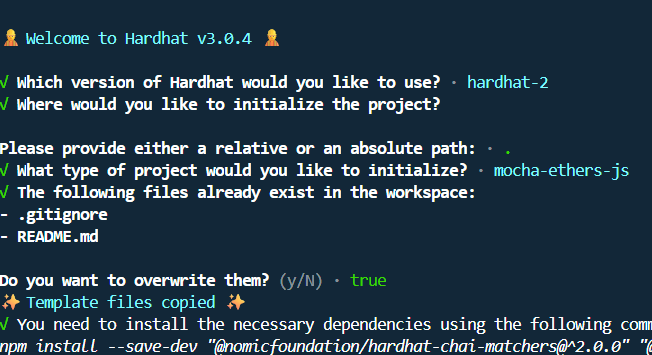 Welcome to Hardhat v3.0.4
√ Which version of Hardhat would you like to use? · hardhat-2
√ Where would you like to initialize the project?
Please provide either a relative or an absolute path: · .
√ What type of project would you like to initialize? · mocha-ethers-js
√ The following files already exist in the workspace:
- .gitignore
- README.md
Do you want to overwrite them? (y/N) · true
✨ Template files copied ✨
√ You need to install the necessary dependencies using the following com
npm install --save-dev "@nomicfoundation/hardhat-chai-matchers@^2.0.0" "@